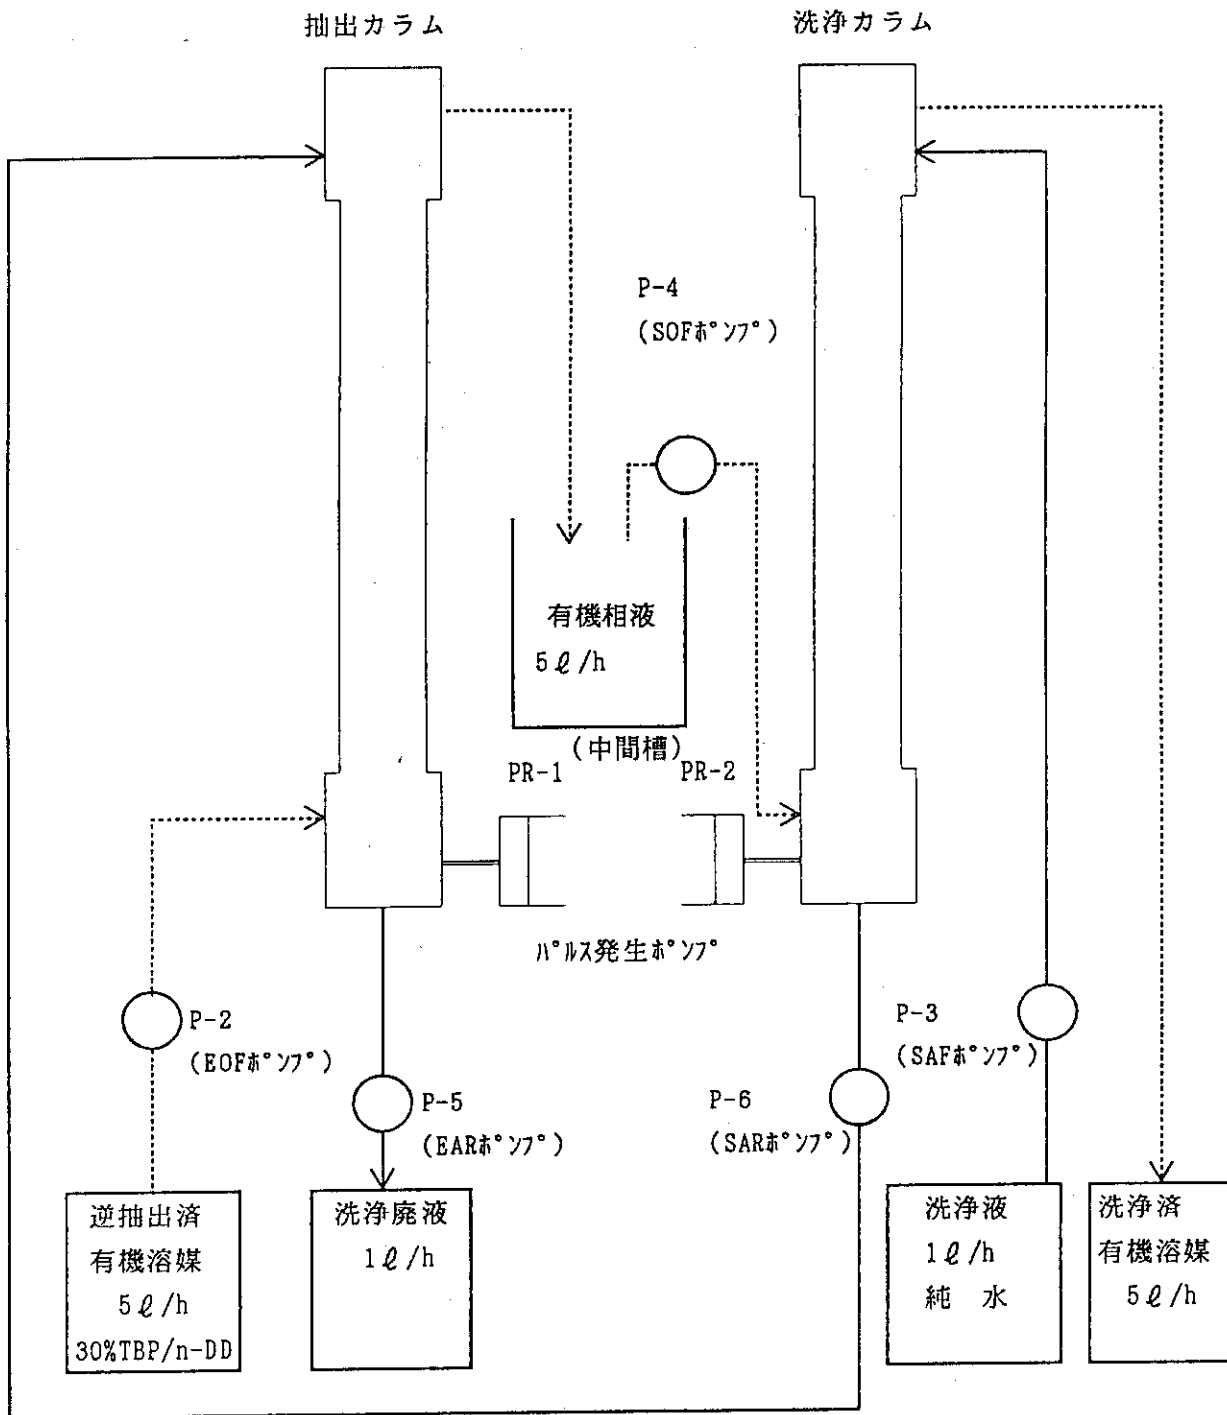 抽出カラム
洗浄カラム
P-4
(SOFポンプ)
有機相液
5ℓ/h
(中間槽)
PR-1
PR-2
パルス発生ポンプ
P-2
(EOFポンプ)
P-5
(EARポンプ)
P-3
(SAFポンプ)
P-6
(SARポンプ)
逆抽出済
有機溶媒
5ℓ/h
30%TBP/n-DD
洗浄廃液
1ℓ/h
洗浄液
1ℓ/h
純 水
洗浄済
有機溶媒
5ℓ/h